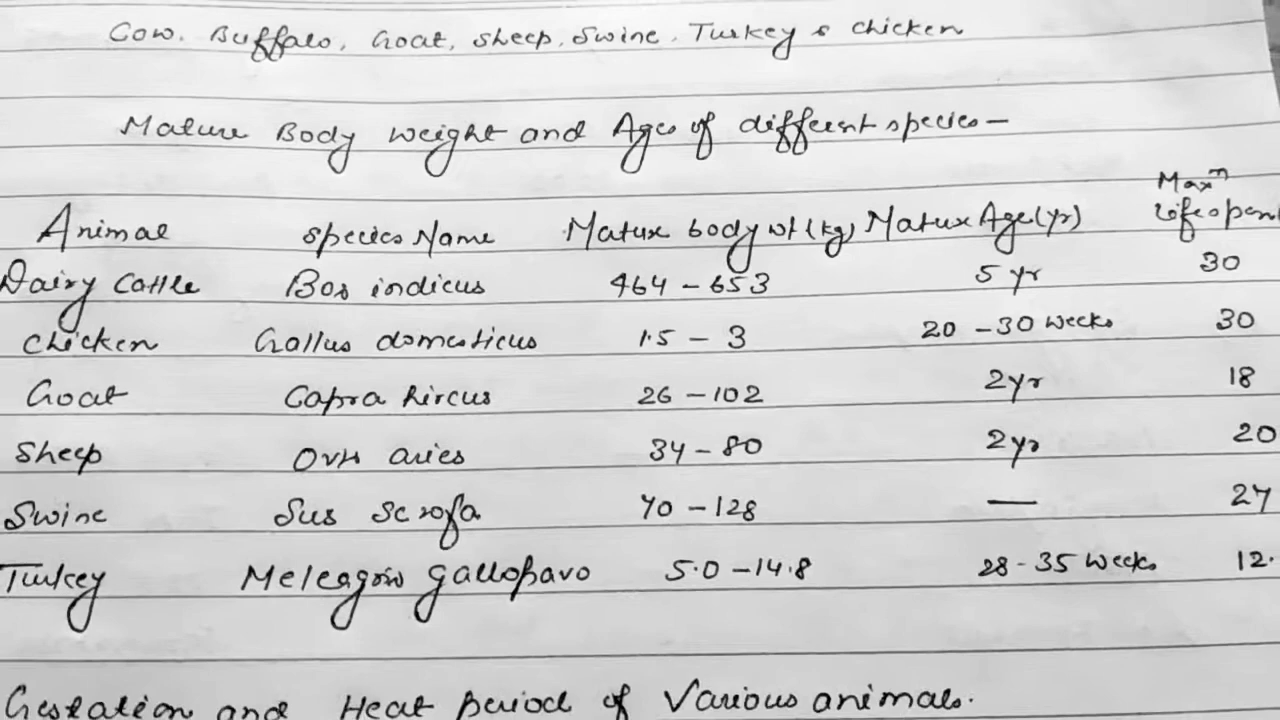 Cow. Buffalo, Goat, Sheep, Swine, Turkey & chicken
Mature Body weight and Age of different species—
Animal species Name Mature body wt (kg) Mature Age (yr) Maxm lifespan
Dairy Cattle Bos indicus 464 – 653 5 yr 30
chicken Gallus domesticus 1.5 – 3 20 – 30 weeks 30
Goat Capra hircus 26 – 102 2 yr 18
Sheep Ovis aries 34 – 80 2 yr 20
Swine Sus scrofa 70 – 128 — 27
Turkey Meleagris gallopavo 5.0 – 14.8 28 - 35 weeks 12.
Gestation and Heat Period of Various animals.